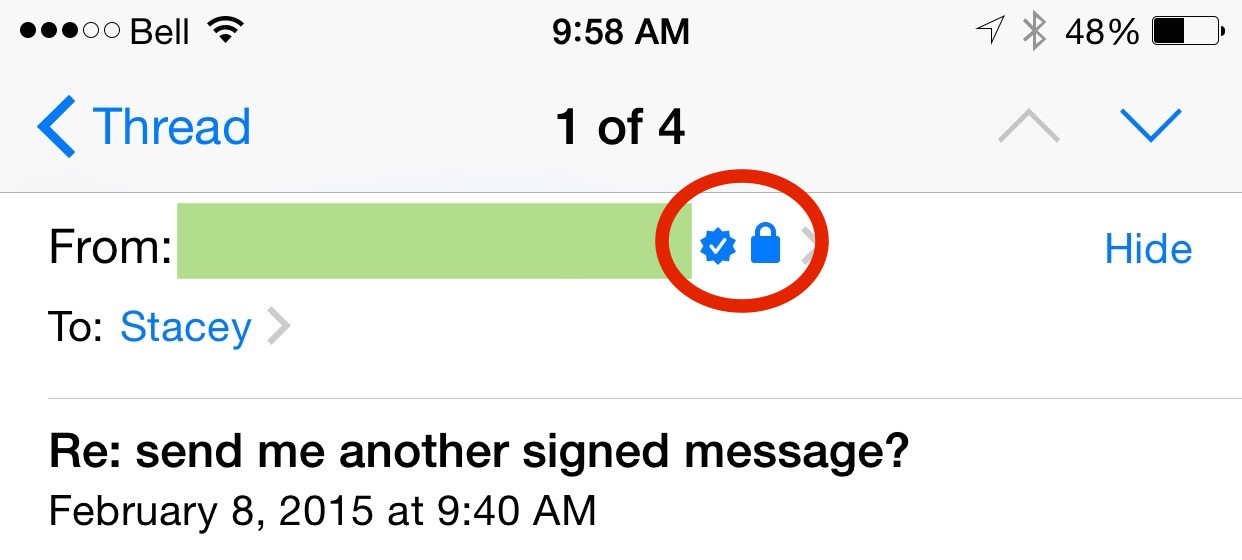 Bell 9:58 AM 48%
Thread 1 of 4
From: Hide
To: Stacey
Re: send me another signed message?
February 8, 2015 at 9:40 AM